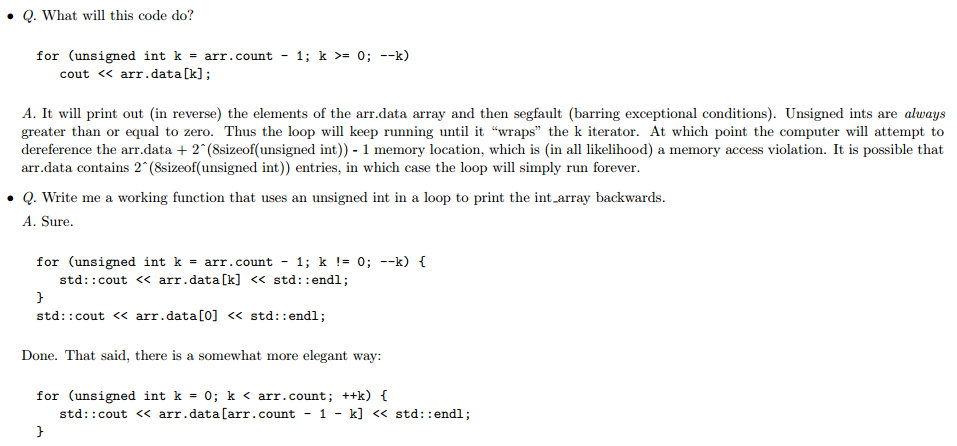 • Q. What will this code do?
for (unsigned int k = arr.count - 1; k >= 0; --k)
cout << arr.data[k];
A. It will print out (in reverse) the elements of the arr.data array and then segfault (barring exceptional conditions). Unsigned ints are always
greater than or equal to zero. Thus the loop will keep running until it “wraps” the k iterator. At which point the computer will attempt to
dereference the arr.data + 2^(8sizeof(unsigned int)) - 1 memory location, which is (in all likelihood) a memory access violation. It is possible that
arr.data contains 2^(8sizeof(unsigned int)) entries, in which case the loop will simply run forever.
• Q. Write me a working function that uses an unsigned int in a loop to print the int_array backwards.
A. Sure.
for (unsigned int k = arr.count - 1; k != 0; --k) {
std::cout << arr.data[k] << std::endl;
}
std::cout << arr.data[0] << std::endl;
Done. That said, there is a somewhat more elegant way:
for (unsigned int k = 0; k < arr.count; ++k) {
std::cout << arr.data[arr.count - 1 - k] << std::endl;
}